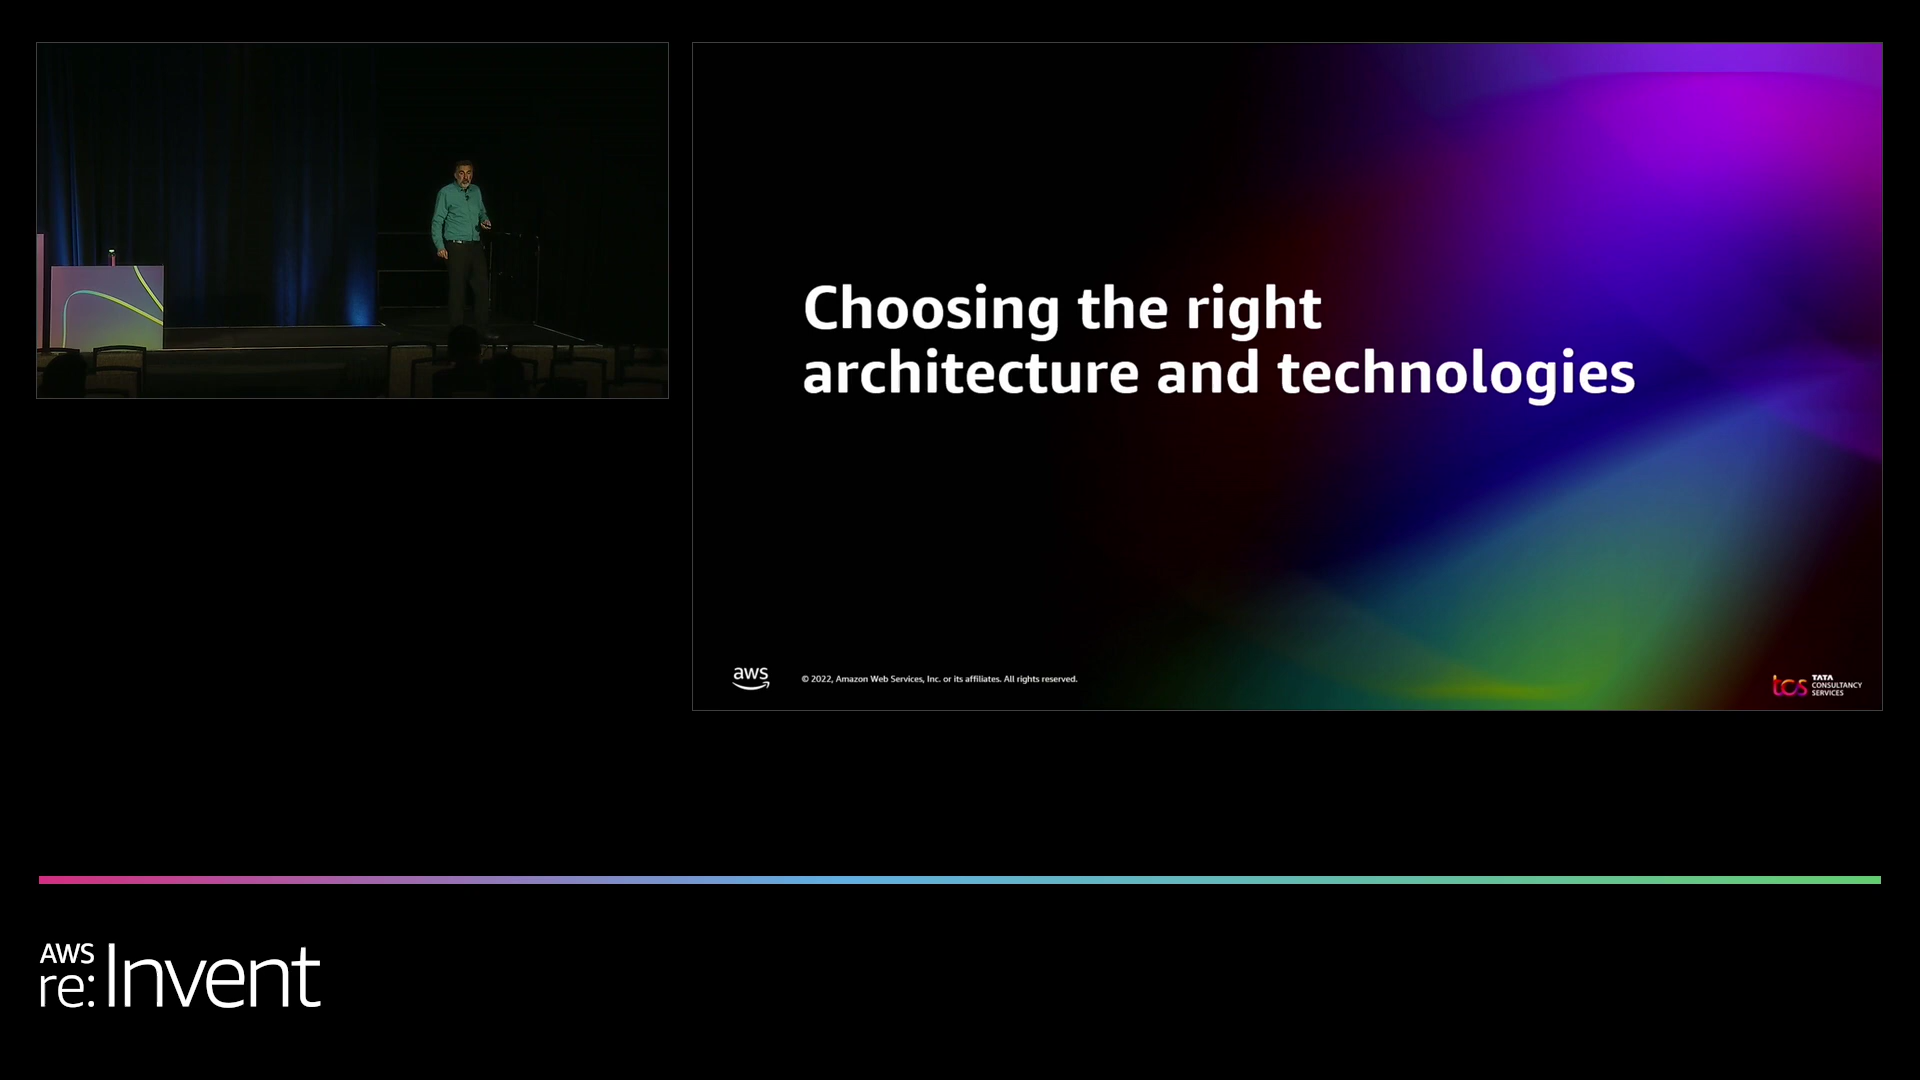 Choosing the right
architecture and technologies
aws
© 2022, Amazon Web Services, Inc. or its affiliates. All rights reserved.
tcs TATA
CONSULTANCY
SERVICES
AWS
re:Invent